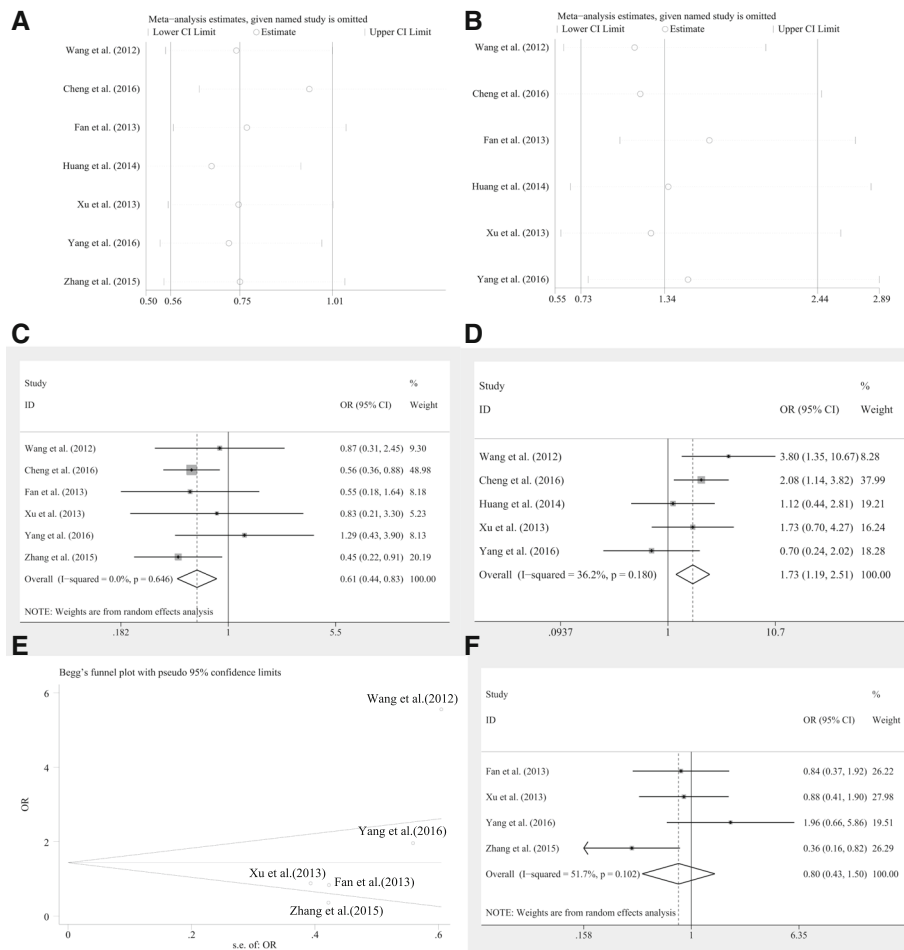 A
Meta−analysis estimates, given named study is omitted
Lower CI Limit Estimate Upper CI Limit
Wang et al. (2012)
Cheng et al. (2016)
Fan et al. (2013)
Huang et al. (2014)
Xu et al. (2013)
Yang et al. (2016)
Zhang et al. (2015)
0.50 0.56 0.75 1.01
B
Meta−analysis estimates, given named study is omitted
Lower CI Limit Estimate Upper CI Limit
Wang et al. (2012)
Cheng et al. (2016)
Fan et al. (2013)
Huang et al. (2014)
Xu et al. (2013)
Yang et al. (2016)
0.55 0.73 1.34 2.44 2.89
C
Study %
ID OR (95% CI) Weight
Wang et al. (2012) 0.87 (0.31, 2.45) 9.30
Cheng et al. (2016) 0.56 (0.36, 0.88) 48.98
Fan et al. (2013) 0.55 (0.18, 1.64) 8.18
Xu et al. (2013) 0.83 (0.21, 3.30) 5.23
Yang et al. (2016) 1.29 (0.43, 3.90) 8.13
Zhang et al. (2015) 0.45 (0.22, 0.91) 20.19
Overall (I−squared = 0.0%, p = 0.646) 0.61 (0.44, 0.83) 100.00
NOTE: Weights are from random effects analysis
.182 1 5.5
D
Study %
ID OR (95% CI) Weight
Wang et al. (2012) 3.80 (1.35, 10.67) 8.28
Cheng et al. (2016) 2.08 (1.14, 3.82) 37.99
Huang et al. (2014) 1.12 (0.44, 2.81) 19.21
Xu et al. (2013) 1.73 (0.70, 4.27) 16.24
Yang et al. (2016) 0.70 (0.24, 2.02) 18.28
Overall (I−squared = 36.2%, p = 0.180) 1.73 (1.19, 2.51) 100.00
.0937 1 10.7
E
Begg's funnel plot with pseudo 95% confidence limits
6
4
2
0
OR
Wang et al.(2012)
Yang et al.(2016)
Xu et al.(2013)
Fan et al.(2013)
Zhang et al.(2015)
0 .2 .4 .6
s.e. of: OR
F
Study %
ID OR (95% CI) Weight
Fan et al. (2013) 0.84 (0.37, 1.92) 26.22
Xu et al. (2013) 0.88 (0.41, 1.90) 27.98
Yang et al. (2016) 1.96 (0.66, 5.86) 19.51
Zhang et al. (2015) 0.36 (0.16, 0.82) 26.29
Overall (I−squared = 51.7%, p = 0.102) 0.80 (0.43, 1.50) 100.00
NOTE: Weights are from random effects analysis
.158 1 6.35